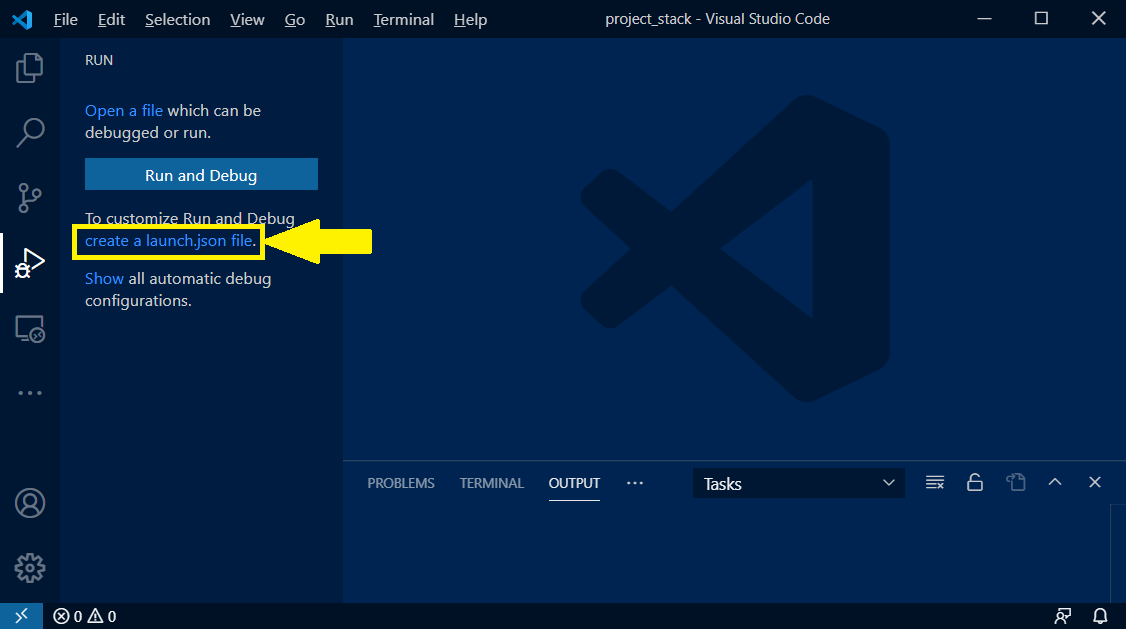 File Edit Selection View Go Run Terminal Help project_stack - Visual Studio Code
RUN
Open a file which can be
debugged or run.
Run and Debug
To customize Run and Debug
create a launch.json file.
Show all automatic debug
configurations.
PROBLEMS TERMINAL OUTPUT ... Tasks
0 0